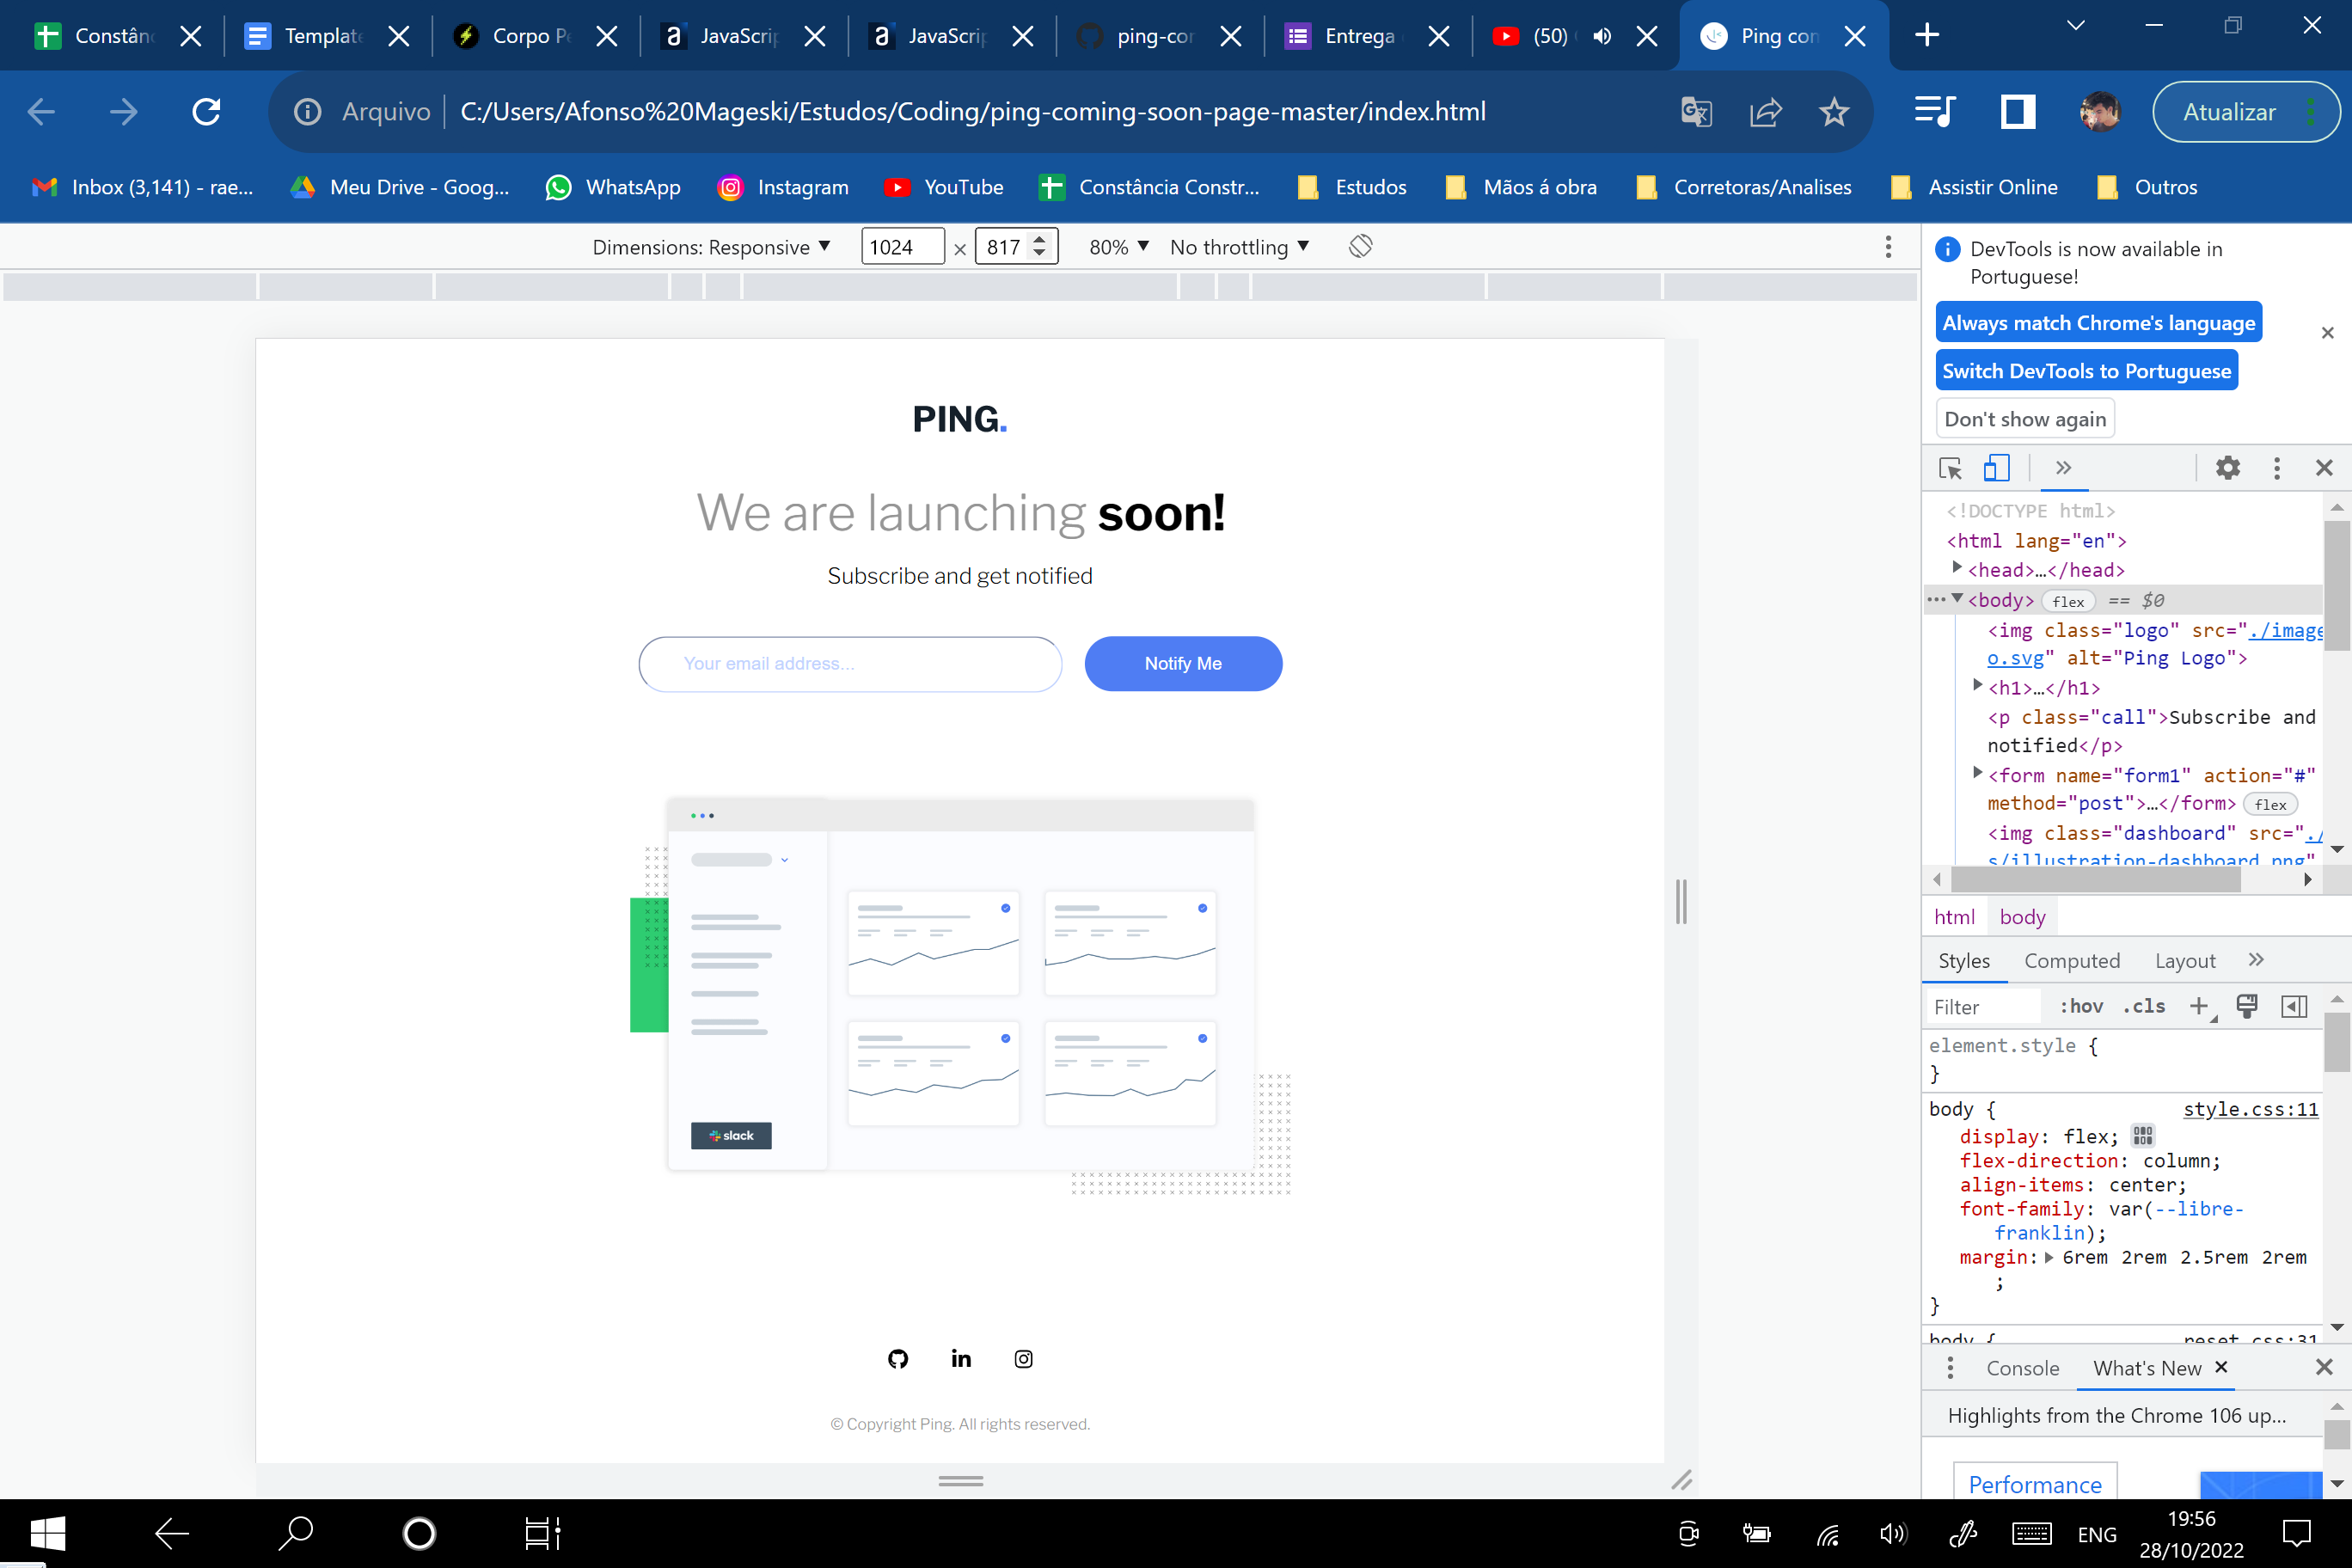 Constânc
Template
Corpo Pe
JavaScrip
JavaScrip
ping-con
Entrega
(50)
Ping con
Arquivo
C:/Users/Afonso%20Mageski/Estudos/Coding/ping-coming-soon-page-master/index.html
Atualizar
Inbox (3,141) - rae...
Meu Drive - Goog...
WhatsApp
Instagram
YouTube
Constância Constr...
Estudos
Mãos á obra
Corretoras/Analises
Assistir Online
Outros
Dimensions: Responsive
1024
×
817
80%
No throttling
PING.
We are launching soon!
Subscribe and get notified
Your email address...
Notify Me
slack
© Copyright Ping. All rights reserved.
DevTools is now available in
Portuguese!
Always match Chrome's language
Switch DevTools to Portuguese
Don't show again
<!DOCTYPE html>
<html lang="en">
<head>…</head>
<body> flex == $0
<img class="logo" src="./image
o.svg" alt="Ping Logo">
<h1>…</h1>
<p class="call">Subscribe and
notified</p>
<form name="form1" action="#"
method="post">…</form> flex
<img class="dashboard" src="./
s/illustration-dashboard.png"
html
body
Styles
Computed
Layout
Filter
:hov
.cls
element.style {
}
body {
style.css:11
display: flex;
flex-direction: column;
align-items: center;
font-family: var(--libre-
franklin);
margin: 6rem 2rem 2.5rem 2rem
;
}
body {
reset.css:31
Console
What's New
Highlights from the Chrome 106 up...
Performance
ENG
19:56
28/10/2022